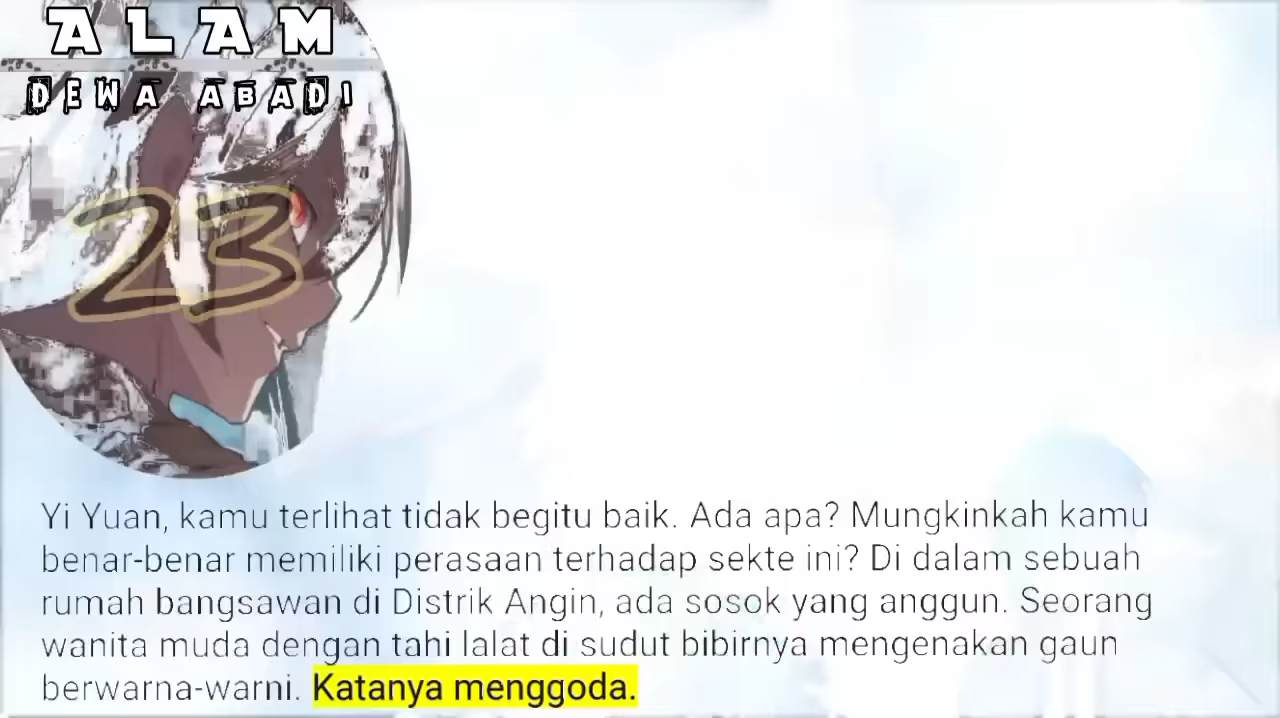 ALAM
DEWA ABADI
23
Yi Yuan, kamu terlihat tidak begitu baik. Ada apa? Mungkinkah kamu
benar-benar memiliki perasaan terhadap sekte ini? Di dalam sebuah
rumah bangsawan di Distrik Angin, ada sosok yang anggun. Seorang
wanita muda dengan tahi lalat di sudut bibirnya mengenakan gaun
berwarna-warni. Katanya menggoda.